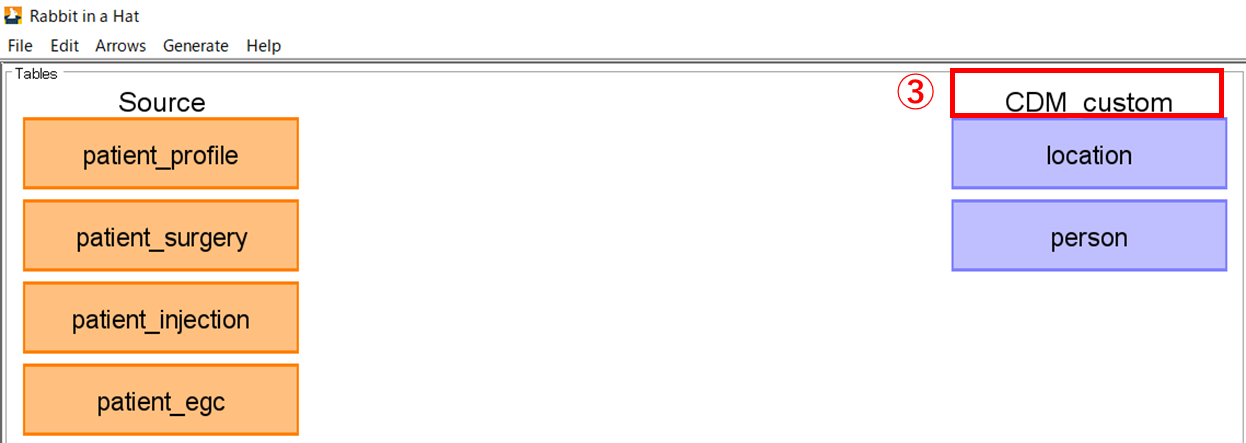 Rabbit in a Hat
File Edit Arrows Generate Help
Tables
Source
③
CDM_custom
patient_profile
location
patient_surgery
person
patient_injection
patient_egc